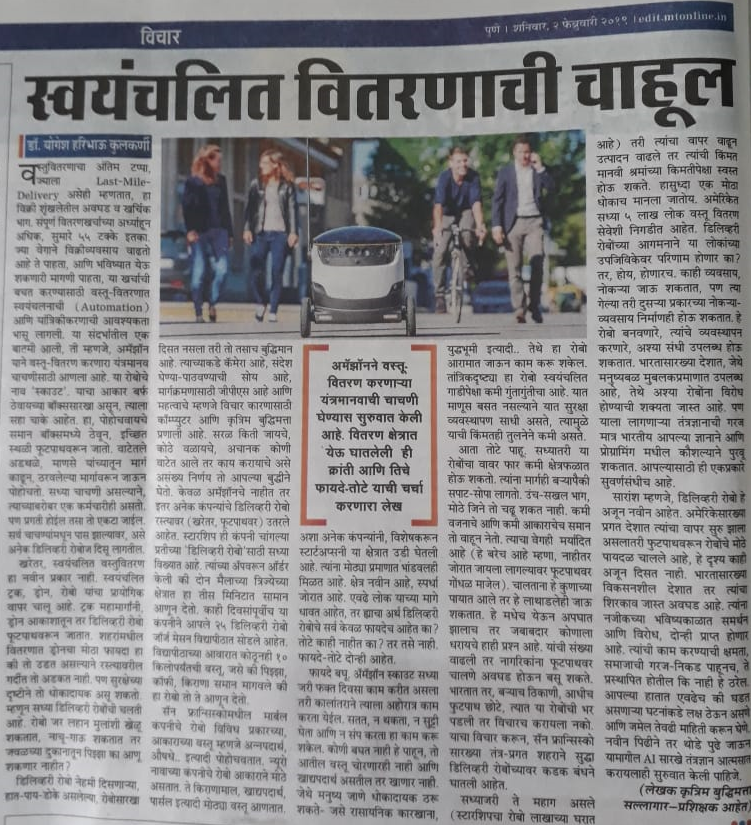 विचार
पुणे । शनिवार, २ फेब्रुवारी २०१९ । edit.mtonline.in
स्वयंचलित वितरणाची चाहूल
डॉ. योगेश हरिभाऊ कुलकर्णी
वस्तुवितरणाचा अंतिम टप्पा,
ज्याला Last-Mile-
Delivery असेही म्हणतात, हा
विक्री शृंखलेतील अवघड व खर्चिक
भाग. संपूर्ण वितरणखर्चाच्या अर्ध्याहून
अधिक, सुमारे ५५ टक्के इतका.
ज्या वेगाने विक्रीव्यवसाय वाढतो
आहे ते पाहता, आणि भविष्यात येऊ
शकणारी मागणी पाहता, या खर्चाची
बचत करण्यासाठी वस्तू-वितरणात
स्वयंचलनाची (Automation)
आणि यांत्रिकीकरणाची आवश्यकता
भासू लागली. या संदर्भातील एक
बातमी आली, ती म्हणजे, अॅमॅझॉन
याने वस्तू-वितरण करणारा यंत्रमानव
चाचणीसाठी आणला आहे. या रोबोचे
नाव 'स्काउट'. याचा आकार बर्फ
ठेवायच्या बॉक्ससारखा असून, त्याला
सहा चाके आहेत. हा, पोहोचवायचे
सामान बॉक्समध्ये ठेवून, इच्छित
स्थळी फूटपाथवरून जातो. वाटेतले
अडथळे, माणसे यांच्यातून मार्ग
काढून, ठरवलेल्या मार्गावरून जाऊन
पोहोचतो. सध्या चाचणी असल्याने,
त्याच्याबरोबर एक कर्मचारीही असतो.
पण प्रगती होईल तसा तो एकटा जाईल.
सर्व चाचण्यांमधून पास झाल्यावर, असे
अनेक डिलिव्हरी रोबोज दिसू लागतील.
खरेतर, स्वयंचलित वस्तुवितरण
हा नवीन प्रकार नाही. स्वयंचलित
ट्रक, ड्रोन, रोबो यांचा प्रायोगिक
वापर चालू आहे. ट्रक महामार्गांनी,
ड्रोन आकाशातून तर डिलिव्हरी रोबो
फूटपाथवरून जातात. शहरांमधील
वितरणात ड्रोनचा मोठा फायदा हा
की तो उडत असल्याने रस्त्यावरील
गर्दीत तो अडकत नाही. पण सुरक्षेच्या
दृष्टीने तो धोकादायक असू शकतो.
म्हणून सध्या डिलिव्हरी रोबोची चलती
आहे. रोबो जर लहान मुलांशी खेळू
शकतात, नाचू-गाऊ शकतात तर
जवळच्या दुकानातून पिझ्झा का आणू
शकणार नाहीत?
डिलिव्हरी रोबो नेहमी दिसणाऱ्या,
हात-पाय-डोके असलेल्या, रोबोसारखा
दिसत नसला तरी तो तसाच बुद्धिमान
आहे. त्याच्याकडे कॅमेरा आहे, संदेश
घेण्या-पाठवण्याची सोय आहे,
मार्गक्रमणासाठी जीपीएस आहे आणि
महत्वाचे म्हणजे विचार कारणासाठी
कॉम्प्युटर आणि कृत्रिम बुद्धिमत्ता
प्रणाली आहे. सरळ किती जायचे,
कोठे वळायचे, अचानक कोणी
वाटेत आले तर काय करायचे असे
असंख्य निर्णय तो आपल्या बुद्धीने
घेतो. केवळ अॅमॅझॉनचे नाहीत तर
इतर अनेक कंपन्यांचे डिलिव्हरी रोबो
रस्त्यावर (खरेतर, फूटपाथवर) उतरले
आहेत. स्टारशिप ही कंपनी चांगल्या
प्रतीच्या 'डिलिव्हरी रोबो'साठी सध्या
विख्यात आहे. त्यांच्या अॅपवरून ऑर्डर
केली की दोन मैलाच्या त्रिज्येच्या
क्षेत्रात हा तीस मिनिटात सामान
आणून देतो. काही दिवसांपूर्वीच या
कंपनीने आपले २५ डिलिव्हरी रोबो
जॉर्ज मेसन विद्यापीठात सोडले आहेत.
विद्यापीठाच्या आवारात कोठूनही १०
किलोपर्यंतची वस्तू, जसे की पिझ्झा,
कॉफी, किराणा समान मागवले की
हा रोबो तो ते आणून देतो.
सॅन फ्रान्सिस्कोमधील मार्बल
कंपनीचे रोबो विविध प्रकारच्या,
आकाराच्या वस्तू म्हणजे अन्नपदार्थ,
औषधे.. इत्यादी पोहोचवतात. न्यूरो
नावाच्या कंपनीचे रोबो आकाराने मोठे
असतात. ते किराणामाल, खाद्यपदार्थ,
पार्सल इत्यादी मोठ्या वस्तू आणतात.
अॅमॅझॉनने वस्तू-
वितरण करणाऱ्या
यंत्रमानवाची चाचणी
घेण्यास सुरुवात केली
आहे. वितरण क्षेत्रात
येऊ घातलेली ही
क्रांती आणि तिचे
फायदे-तोटे याची चर्चा
करणारा लेख
अशा अनेक कंपन्यांनी, विशेषकरून
स्टार्टअप्सनी या क्षेत्रात उडी घेतली
आहे. त्यांना मोठ्या प्रमाणात भांडवलही
मिळत आहे. क्षेत्र नवीन आहे, स्पर्धा
जोरात आहे. एवढे लोक याच्या मागे
धावत आहेत, तर ह्याचा अर्थ डिलिव्हरी
रोबोचे सर्व केवळ फायदेच आहेत का?
तोटे काही नाहीत का? तर तसे नाही.
फायदे-तोटे दोन्ही आहेत.
फायदे बघू. अॅमॅझॉन स्काउट सध्या
जरी फक्त दिवसा काम करीत असला
तरी कालांतराने त्याला अहोरात्र काम
करता येईल. सतत, न थकता, न सुट्टी
घेता आणि न संप करता हा काम करू
शकेल. कोणी बघत नाही हे पाहून, तो
आतील वस्तू चोरणारही नाही आणि
खाद्यपदार्थ असतील तर खाणार नाही.
जेथे मनुष्य जाणे धोकादायक ठरू
शकते- जसे रासायनिक कारखाना,
युद्धभूमी इत्यादी.. तेथे हा रोबो
आरामात जाऊन काम करू शकेल.
तांत्रिकदृष्ट्या हा रोबो स्वयंचलित
गाडीपेक्षा कमी गुंतागुंतीचा आहे. यात
माणूस बसत नसल्याने यात सुरक्षा
व्यवस्थापण साधी असते, त्यामुळे
याची किंमतही तुलनेने कमी असते.
आता तोटे पाहू. सध्यातरी या
रोबोंचा वावर फार कमी क्षेत्रफळात
होऊ शकतो. त्यांना मार्गही बऱ्यापैकी
सपाट-सोपा लागतो. उंच-सखल भाग,
मोठे जिने तो चढू शकत नाही. कमी
वजनाचे आणि कमी आकाराचेच समान
तो वाहून नेतो. त्याचा वेगही मर्यादित
आहे (हे बरेच आहे म्हणा, नाहीतर
जोरात जायला लागल्यावर फूटपाथवर
गोंधळ माजेल). चालताना हे कुणाच्या
पायात आले तर हे लाथाडलेही जाऊ
शकतात. हे मधेच येऊन अपघात
झालाच तर जबाबदार कोणाला
धरायचे हाही प्रश्न आहे. यांची संख्या
वाढली तर नागरिकांना फूटपाथवर
चालणे अवघड होऊन बसू शकते.
भारतात तर, बऱ्याच ठिकाणी, आधीच
फूटपाथ छोटे, त्यात या रोबोची भर
पडली तर विचारच करायला नको.
याचा विचार करून, सॅन फ्रान्सिस्को
सारख्या तंत्र-प्रगत शहराने सुद्धा
डिलिव्हरी रोबोंच्यावर कडक बंधने
घातली आहेत.
सध्याजरी ते महाग असले
(स्टारशिपचा रोबो लाखाच्या घरात
आहे) तरी त्यांचा वापर वाढून
उत्पादन वाढले तर त्यांची किंमत
मानवी श्रमांच्या किमतीपेक्षा स्वस्त
होऊ शकते. हासुध्दा एक मोठा
धोकाच मानला जातोय. अमेरिकेत
सध्या ५ लाख लोक वस्तू वितरण
सेवेशी निगडीत आहेत. डिलिव्हरी
रोबोच्या आगमनाने या लोकांच्या
उपजिविकेवर परिणाम होणार का?
तर, होय, होणारच. काही व्यवसाय,
नोकऱ्या जाऊ शकतात, पण त्या
गेल्या तरी दुसऱ्या प्रकारच्या नोकऱ्या-
व्यवसाय निर्माणही होऊ शकतात. हे
रोबो बनवणारे, त्यांचे व्यवस्थापन
करणारे, अश्या संधी उपलब्ध होऊ
शकतात. भारतासारख्या देशात, जेथे
मनुष्यबळ मुबलकप्रमाणात उपलब्ध
आहे, तेथे अश्या रोबोंना विरोध
होण्याची शक्यता जास्त आहे. पण
याला लागणाऱ्या तंत्रज्ञानाची गरज
मात्र भारतीय आपल्या ज्ञानाने आणि
प्रोग्रामिंग मधील कौशल्याने पुरवू
शकतात. आपल्यासाठी ही एकप्रकारे
सुवर्णसंधीच आहे.
सारांश म्हणजे, डिलिव्हरी रोबो हे
अजून नवीन आहेत. अमेरिकेसारख्या
प्रगत देशात त्यांचा वापर सुरु झाला
असलातरी फुटपाथवरून रोबोंचे मोठे
पायदळ चालले आहे, हे दृश्य काही
अजून दिसत नाही. भारतासारख्या
विकसनशील देशात तर त्यांचा
शिरकाव जास्त अवघड आहे. त्यांना
नजीकच्या भविष्यकाळात समर्थन
आणि विरोध, दोन्ही प्राप्त होणार
आहे. त्यांची काम करण्याची क्षमता,
समाजाची गरज-निकड पाहूनच, हे
प्रस्थापित होतील कि नाही हे ठरेल.
आपल्या हातात एवढेच की घडत
असणाऱ्या घटनांकडे लक्ष ठेऊन असणे
आणि जमेल तेवढी माहिती करून घेणे.
नवीन पिढीने तर थोडे पुढे जाऊन
यामागील AI सारखे तंत्रज्ञान आत्मसात
करायलाही सुरुवात केली पाहिजे.
(लेखक कृत्रिम बुद्धिमत्ता
सल्लागार-प्रशिक्षक आहेत)